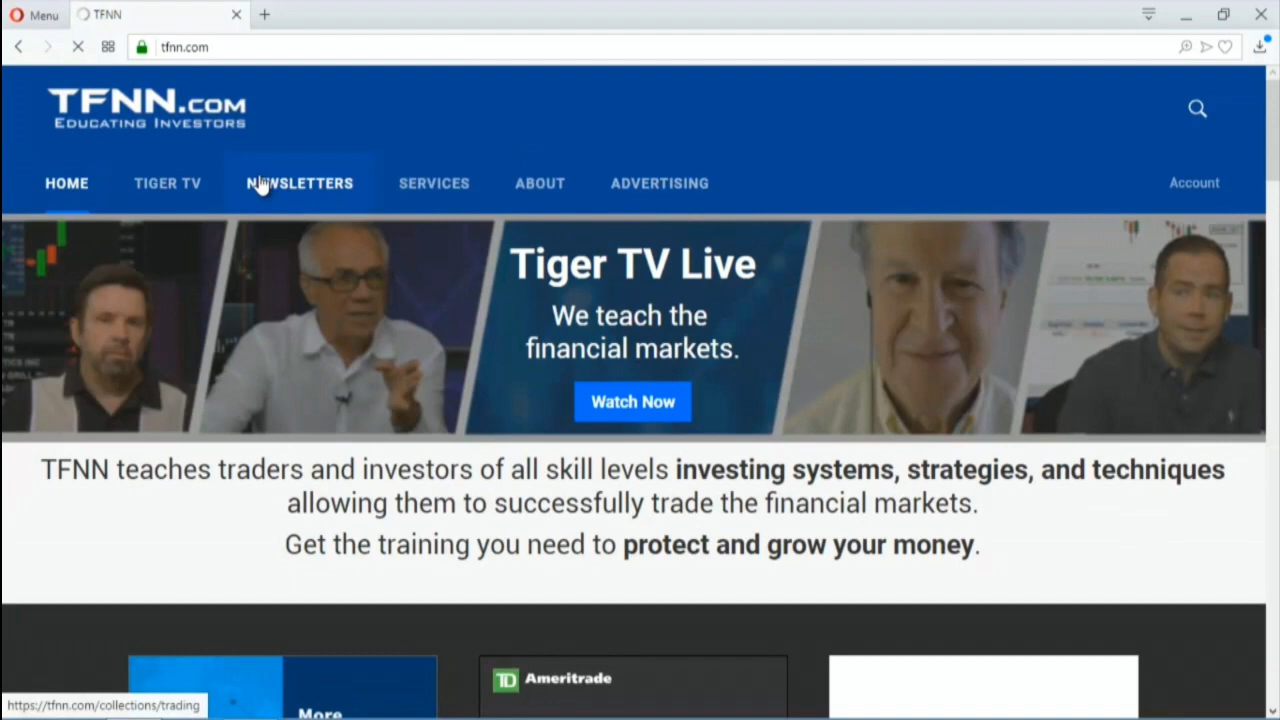 Menu
TFNN
tfnn.com
TFNN.COM
EDUCATING INVESTORS
HOME
TIGER TV
NEWSLETTERS
SERVICES
ABOUT
ADVERTISING
Account
Tiger TV Live
We teach the
financial markets.
Watch Now
TFNN teaches traders and investors of all skill levels investing systems, strategies, and techniques
allowing them to successfully trade the financial markets.
Get the training you need to protect and grow your money.
TD Ameritrade
More
https://tfnn.com/collections/trading